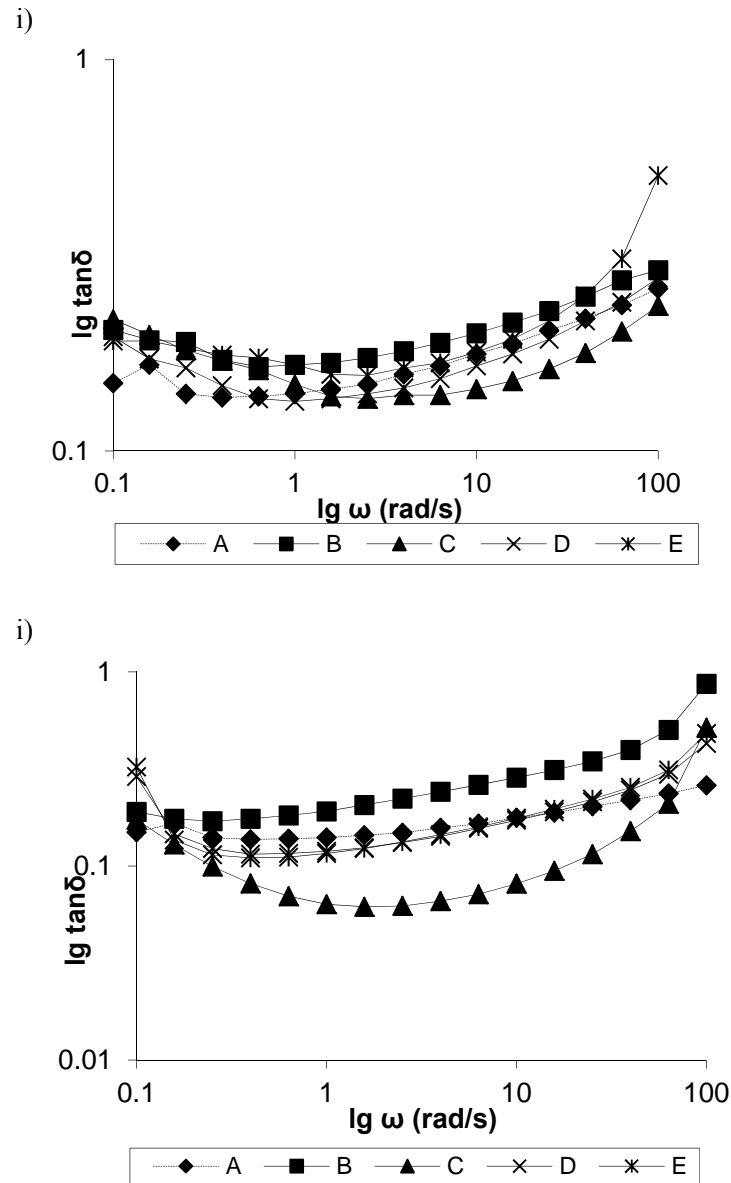 i)
1
lg tanδ
0.1
0.1 1 10 100
lg ω (rad/s)
A B C D E
i)
1
0.1
lg tanδ
0.01
0.1 1 10 100
lg ω (rad/s)
A B C D E